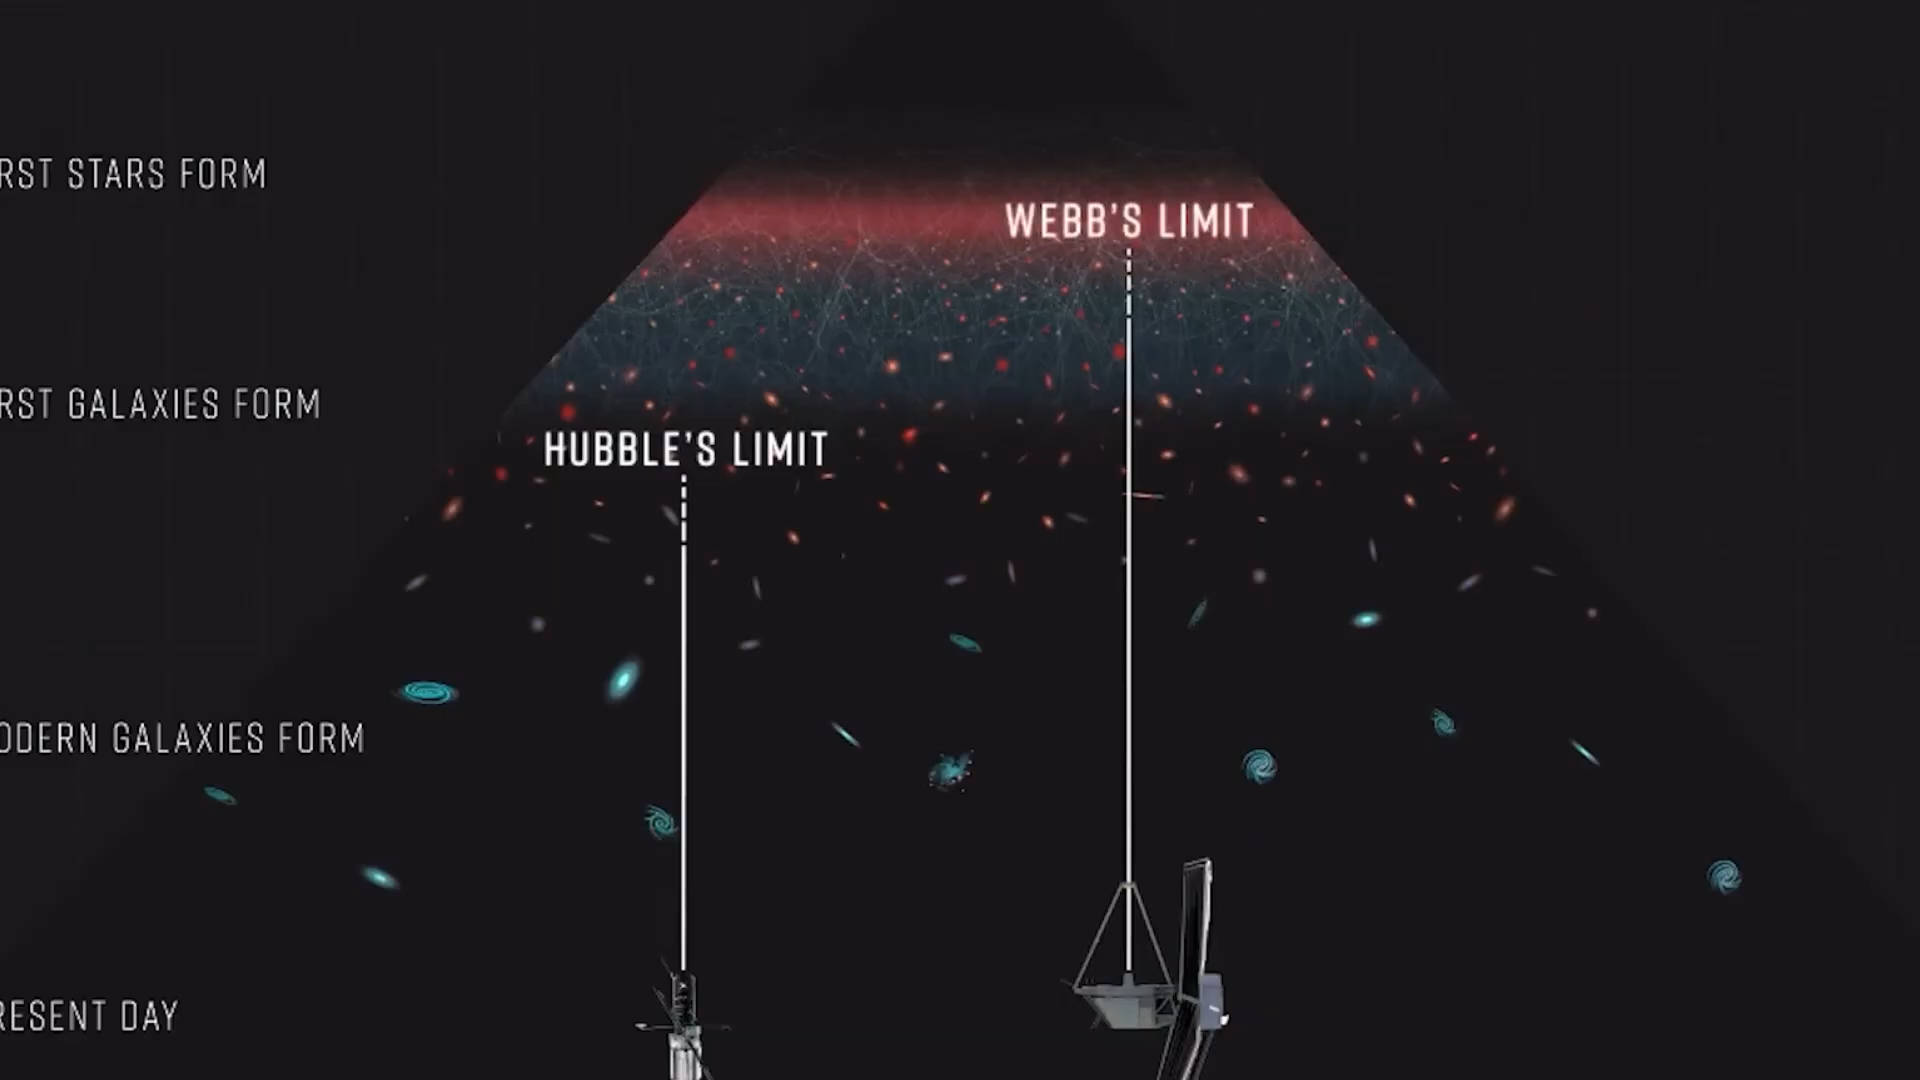 RST STARS FORM
WEBB'S LIMIT
RST GALAXIES FORM
HUBBLE'S LIMIT
ODERN GALAXIES FORM
RESENT DAY